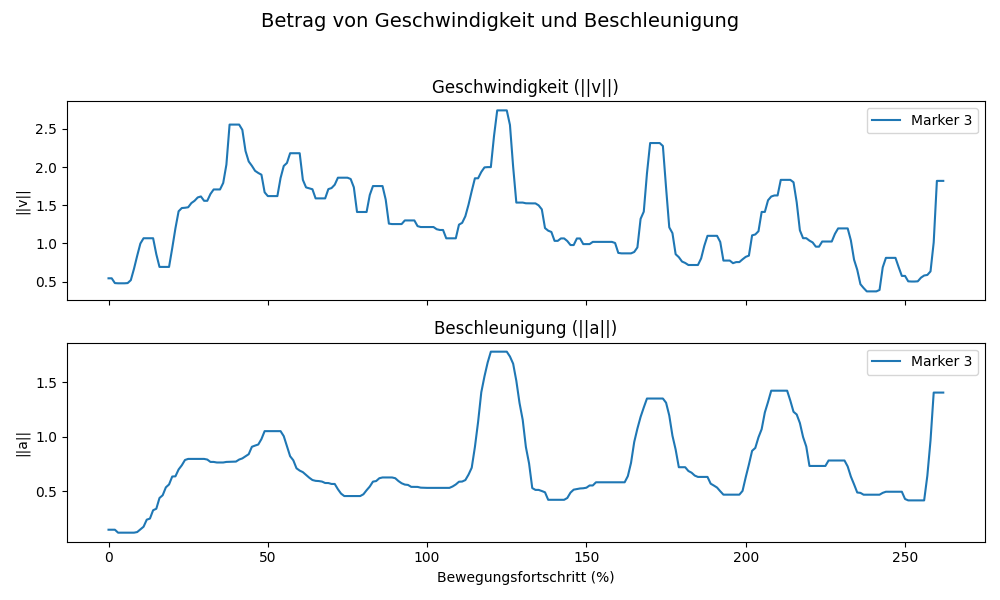 Betrag von Geschwindigkeit und Beschleunigung
Geschwindigkeit (||v||)
Marker 3
||v||
2.5
2.0
1.5
1.0
0.5
Beschleunigung (||a||)
Marker 3
||a||
1.5
1.0
0.5
0 50 100 150 200 250
Bewegungsfortschritt (%)